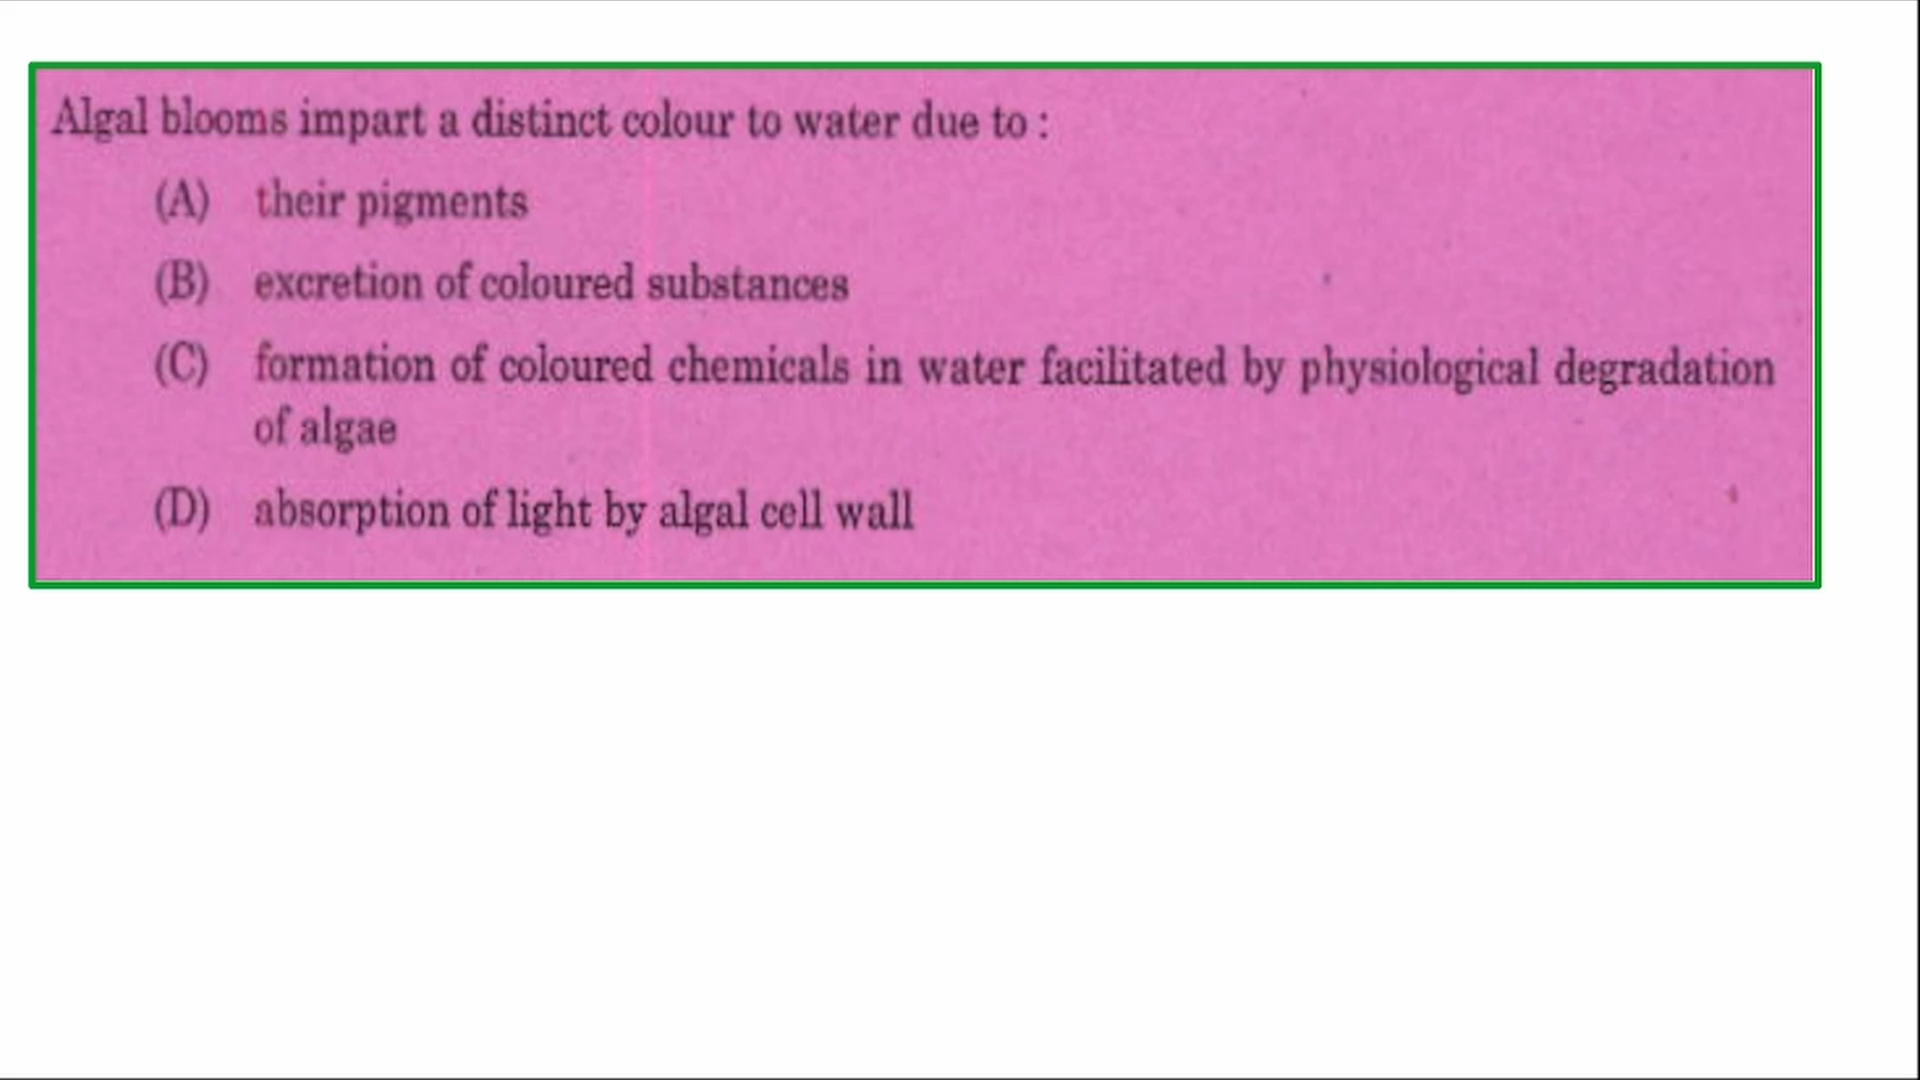 Algal blooms impart a distinct colour to water due to :
(A) their pigments
(B) excretion of coloured substances
(C) formation of coloured chemicals in water facilitated by physiological degradation
of algae
(D) absorption of light by algal cell wall